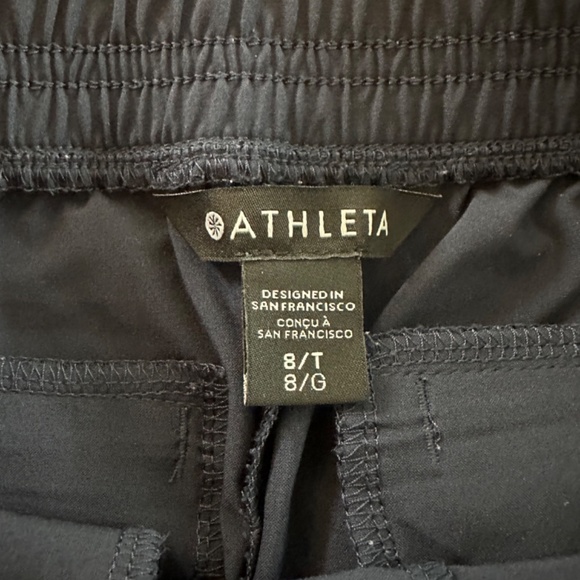 ATHLETA
DESIGNED IN
SAN FRANCISCO
CONÇU À
SAN FRANCISCO
8/T
8/G